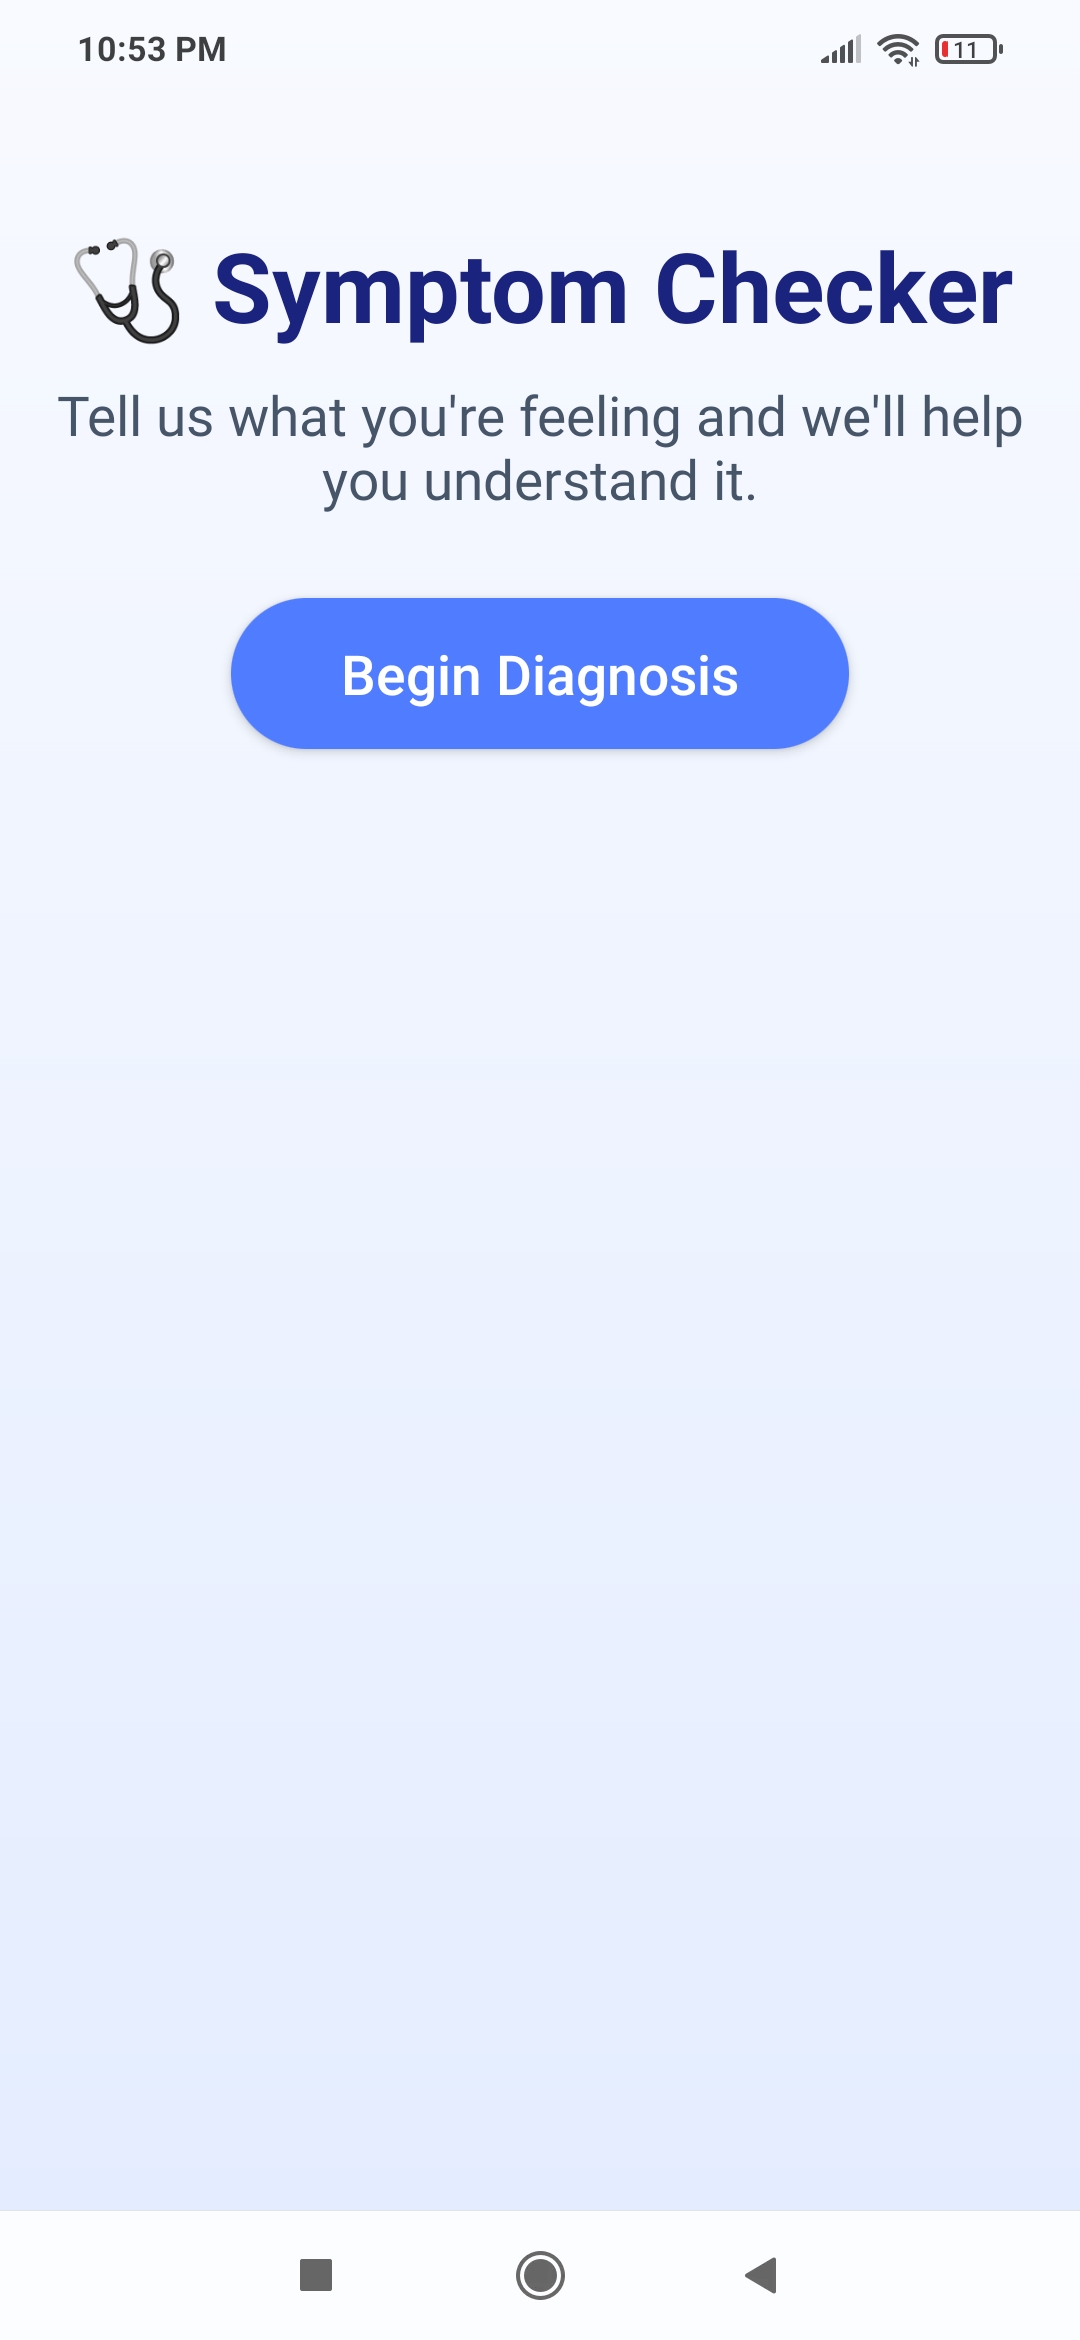 10:53 PM
11
Symptom Checker
Tell us what you're feeling and we'll help
you understand it.
Begin Diagnosis